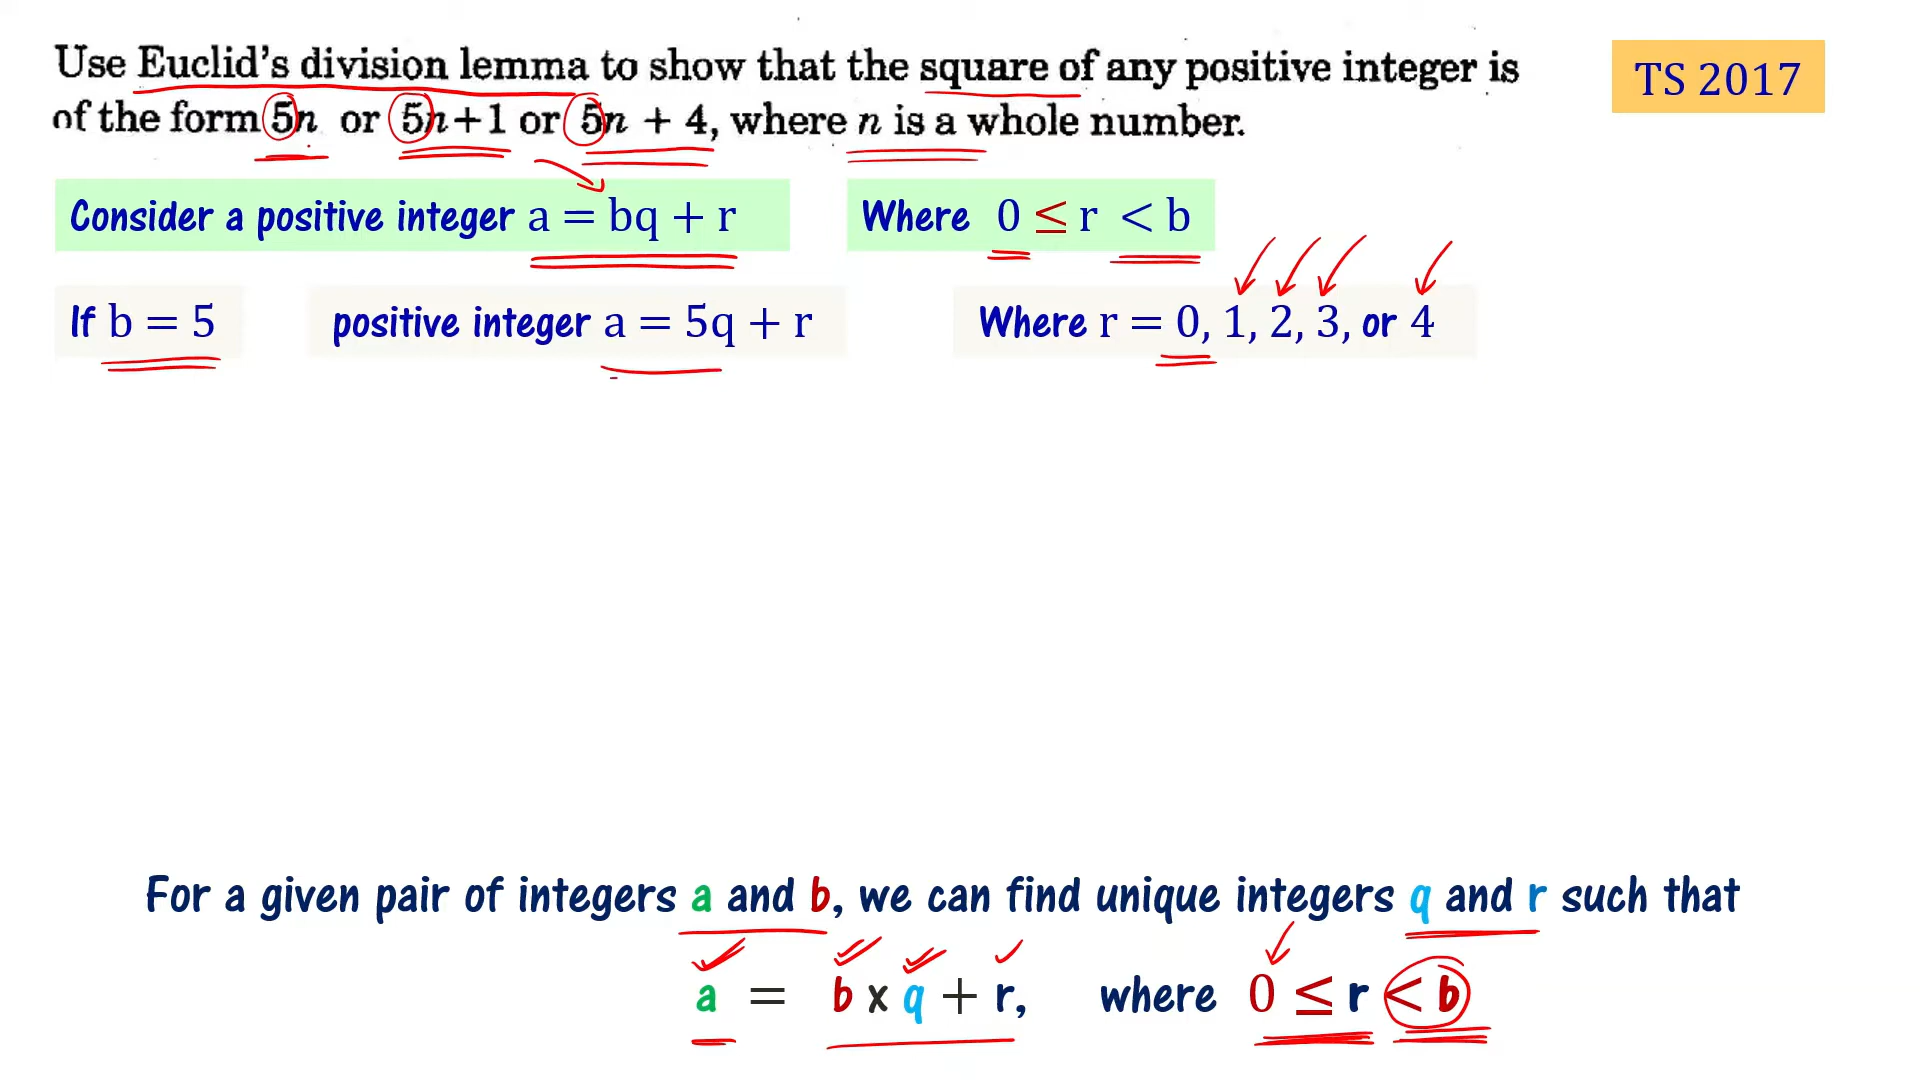 Use Euclid's division lemma to show that the square of any positive integer is
of the form 5n or 5n+1 or 5n + 4, where n is a whole number.
TS 2017
Consider a positive integer a = bq + r
Where 0 ≤ r < b
If b = 5
positive integer a = 5q + r
Where r = 0, 1, 2, 3, or 4
For a given pair of integers a and b, we can find unique integers q and r such that
a = b x q + r, where 0 ≤ r < b